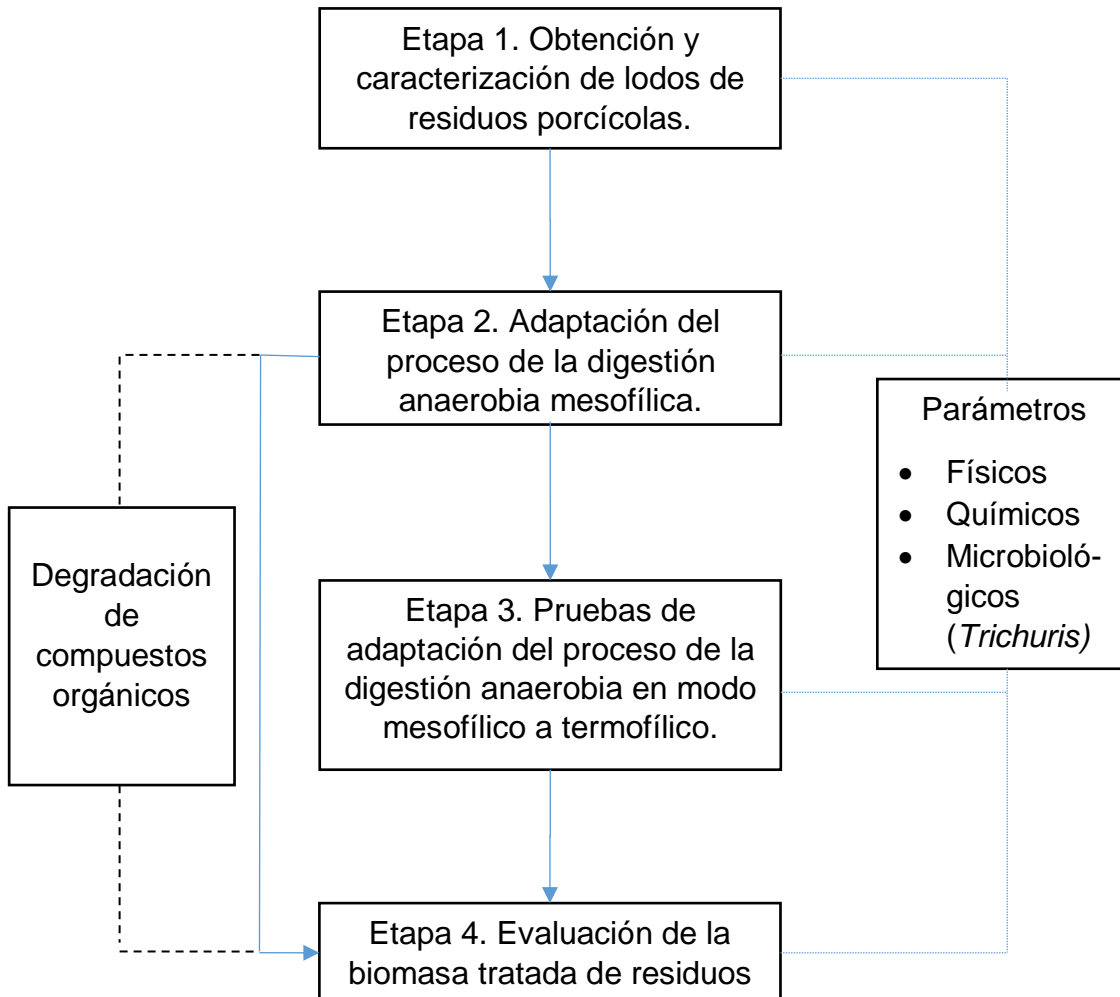 Etapa 1. Obtención y
caracterización de lodos de
residuos porcícolas.
Etapa 2. Adaptación del
proceso de la digestión
anaerobia mesofílica.
Parámetros
• Físicos
• Químicos
• Microbioló-
gicos
(Trichuris)
Degradación
de
compuestos
orgánicos
Etapa 3. Pruebas de
adaptación del proceso de la
digestión anaerobia en modo
mesofílico a termofílico.
Etapa 4. Evaluación de la
biomasa tratada de residuos